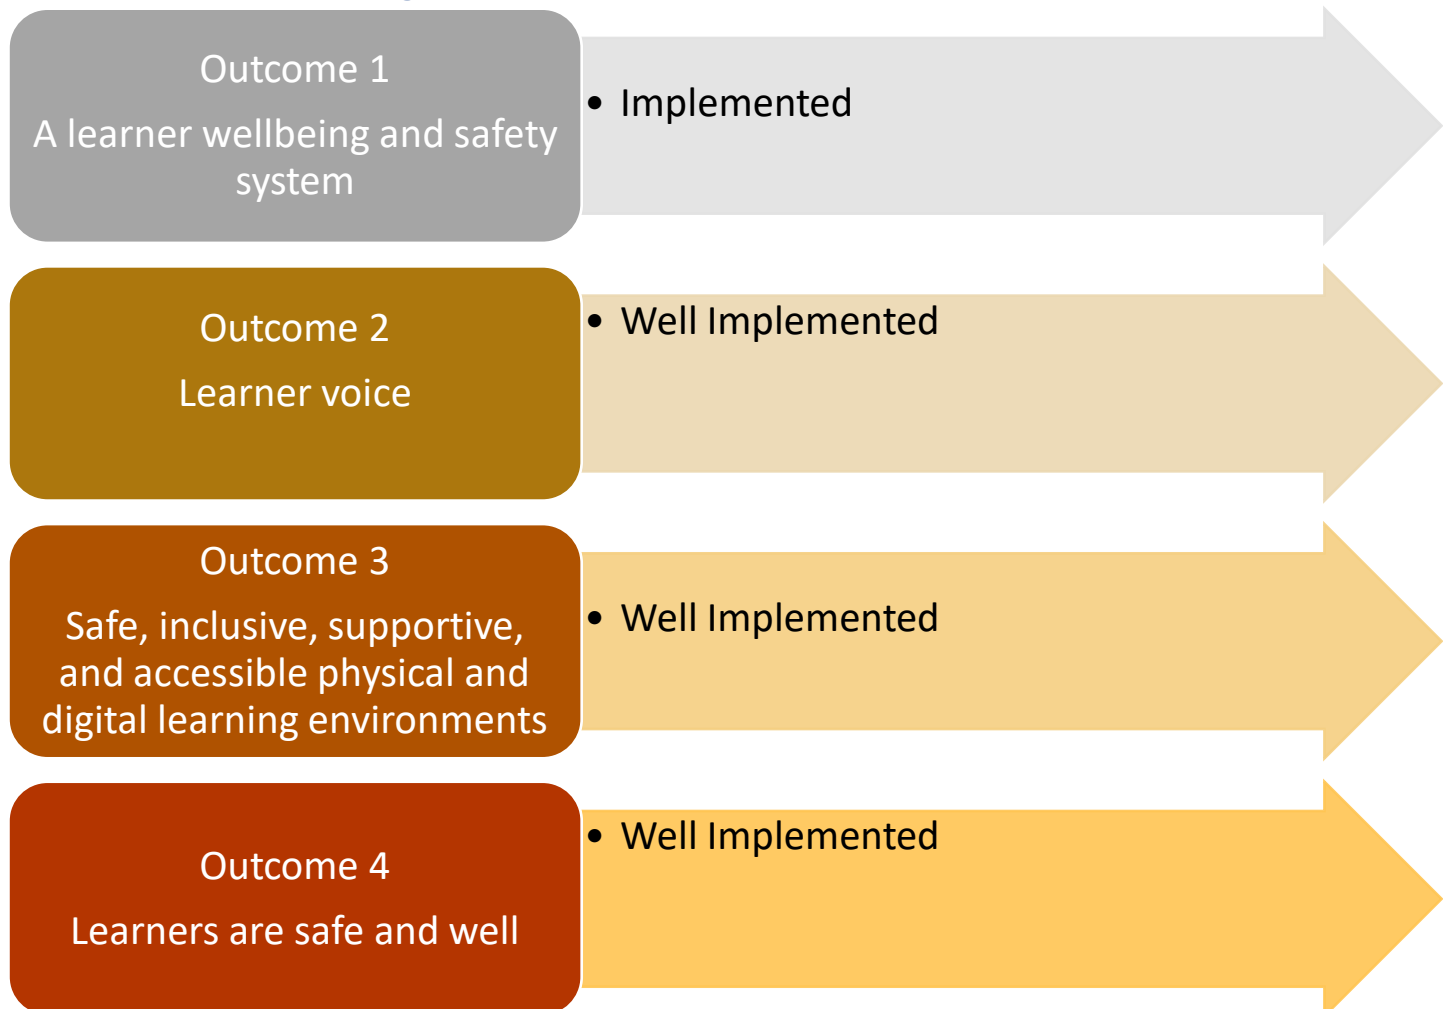 Outcome 1
A learner wellbeing and safety
system
• Implemented
Outcome 2
Learner voice
• Well Implemented
Outcome 3
Safe, inclusive, supportive,
and accessible physical and
digital learning environments
• Well Implemented
Outcome 4
Learners are safe and well
• Well Implemented